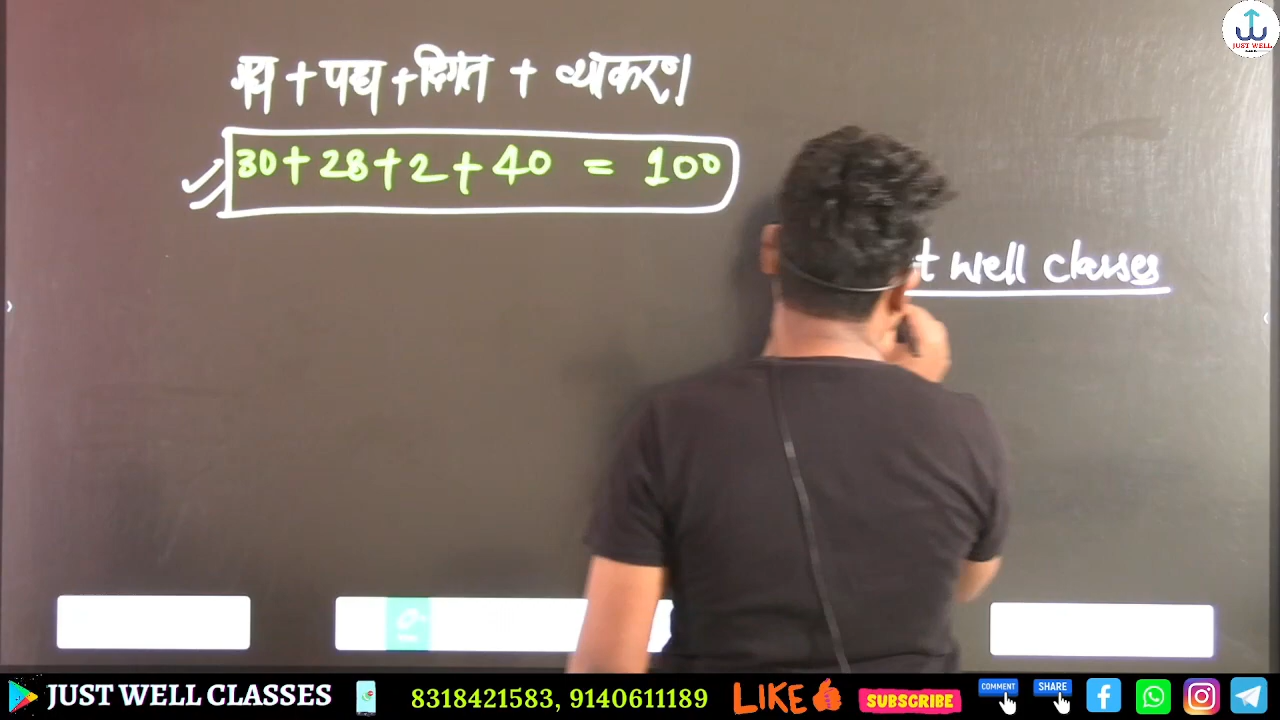 गद्य + पद्य + दिगंत + व्याकरण
30 + 28 + 2 + 40 = 100
t well classes
JUST WELL
JUST WELL CLASSES
8318421583, 9140611189
LIKE
SUBSCRIBE
COMMENT
SHARE